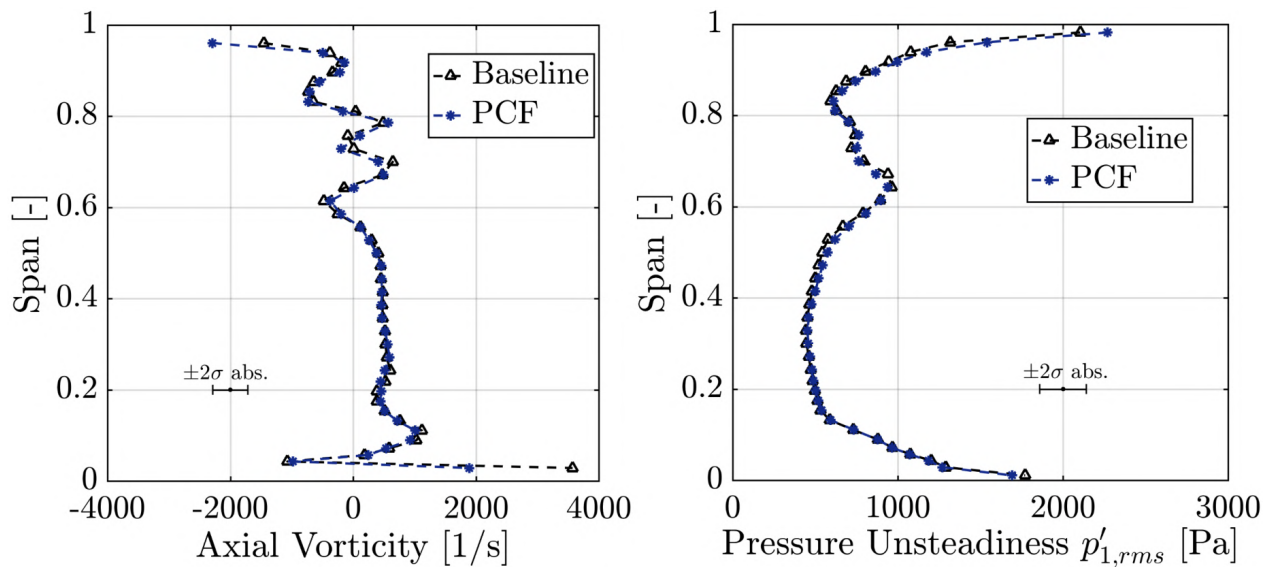 1
0.8
0.6
0.4
0.2
0
Span [-]
-4000 -2000 0 2000 4000
Axial Vorticity [1/s]
Baseline
PCF
±2σ abs.
1
0.8
0.6
0.4
0.2
0
Span [-]
0 1000 2000 3000
Pressure Unsteadiness p′1,rms [Pa]
Baseline
PCF
±2σ abs.